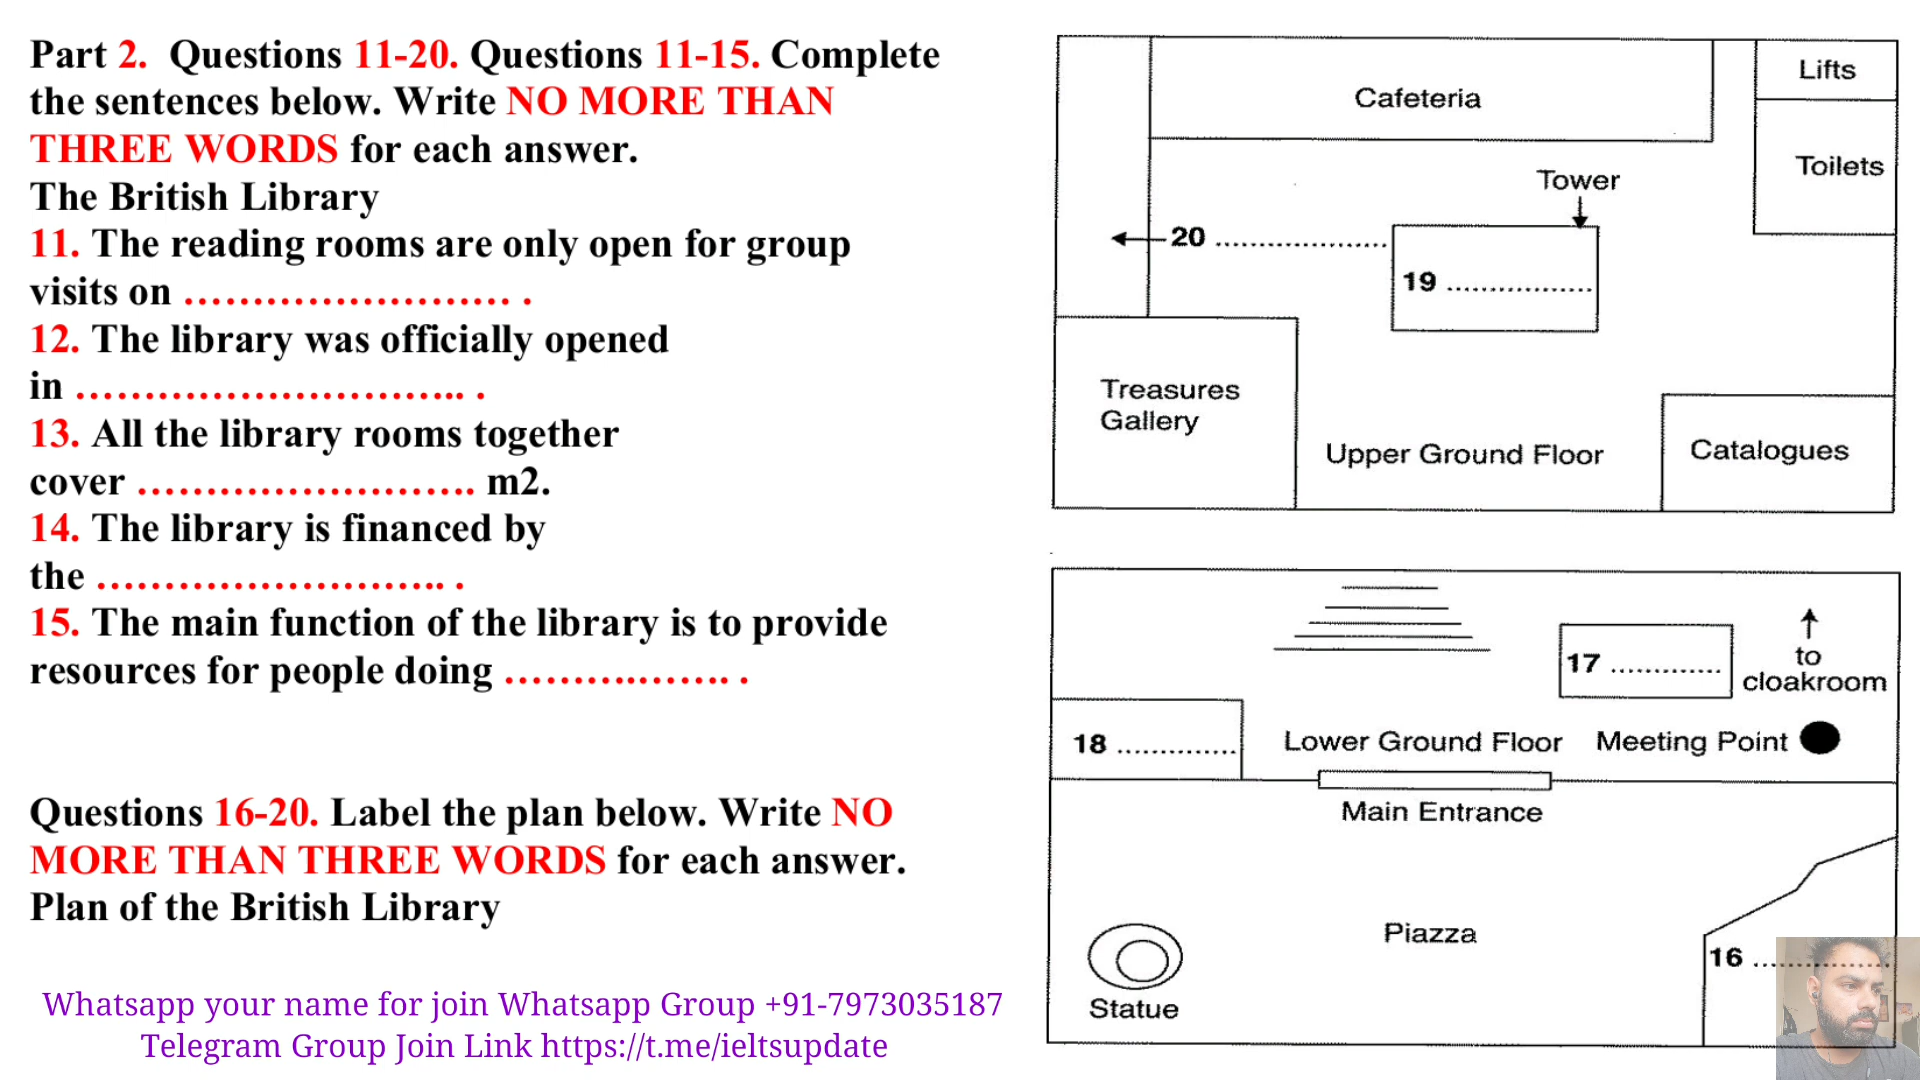 Part 2.  Questions 11-20. Questions 11-15. Complete
the sentences below. Write NO MORE THAN
THREE WORDS for each answer.
The British Library
11. The reading rooms are only open for group
visits on …………………… .
12. The library was officially opened
in ……………………….. .
13. All the library rooms together
cover ……………………. m2.
14. The library is financed by
the …………………….. .
15. The main function of the library is to provide
resources for people doing ……………. .
Questions 16-20. Label the plan below. Write NO
MORE THAN THREE WORDS for each answer.
Plan of the British Library
Whatsapp your name for join Whatsapp Group +91-7973035187
Telegram Group Join Link https://t.me/ieltsupdate
Cafeteria
Lifts
Toilets
Tower
20 ....................
19 .................
Treasures
Gallery
Upper Ground Floor
Catalogues
17 .............
to
cloakroom
18 ..............
Lower Ground Floor
Meeting Point
Main Entrance
Piazza
16 ................
Statue